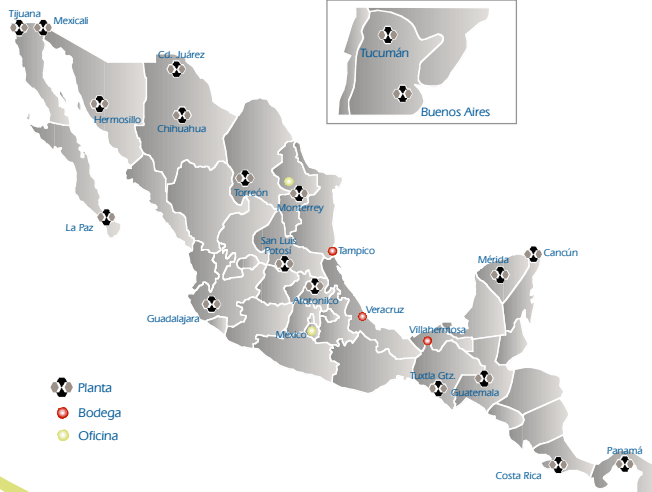 Tijuana
Mexicali
Cd. Juárez
Tucumán
Hermosillo
Chihuahua
Buenos Aires
Torreón
Monterrey
La Paz
San Luis
Potosí
Tampico
Mérida
Cancún
Atotonilco
Guadalajara
Veracruz
Mexico
Villahermosa
Tuxtla Gtz.
Guatemala
Planta
Bodega
Oficina
Costa Rica
Panamá